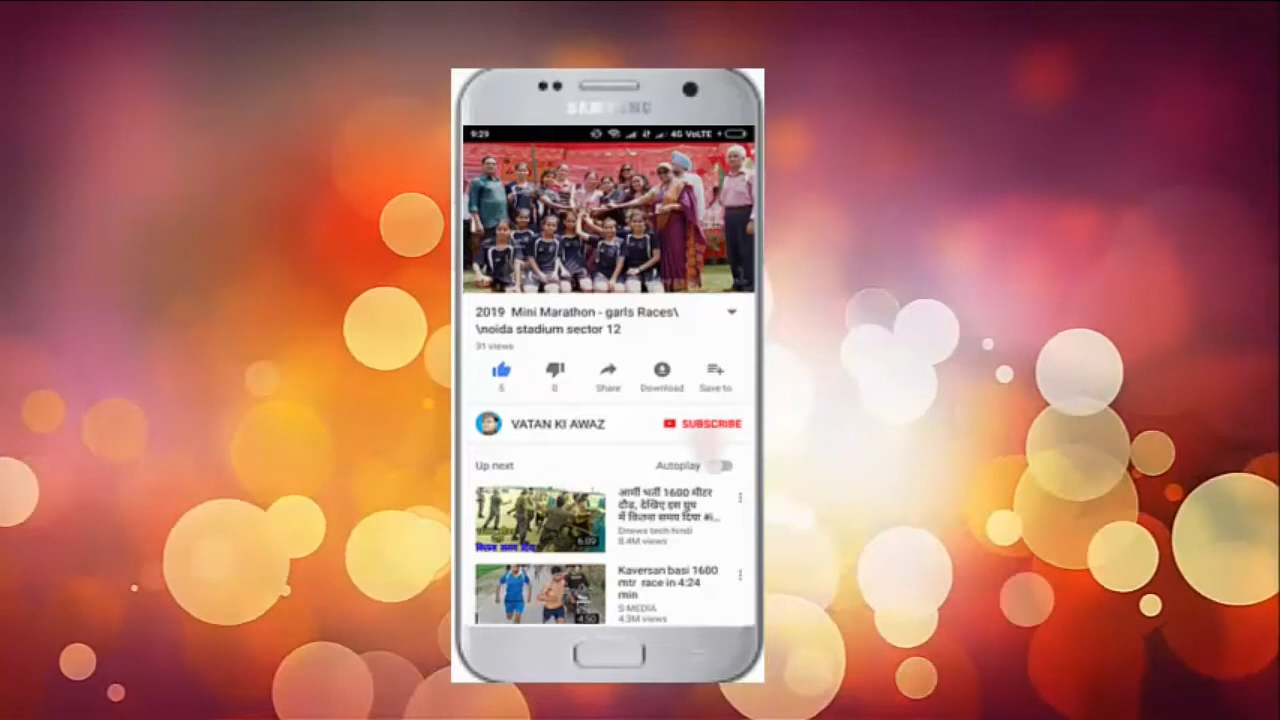 SAMSUNG
9:29
4G VoLTE
2019 Mini Marathon - garls Races\
\noida stadium sector 12
31 views
5
0
Share
Download
Save to
VATAN KI AWAZ
SUBSCRIBE
Up next
Autoplay
आर्मी भर्ती 1600 मीटर
दौड, देखिए इस ग्रुप
में कितना समय दिया #i...
Dnews tech hindi
8.4M views
6:09
कितना समय दिया
Kaversan basi 1600
mtr race in 4:24
min
S MEDIA
4.3M views
4:50